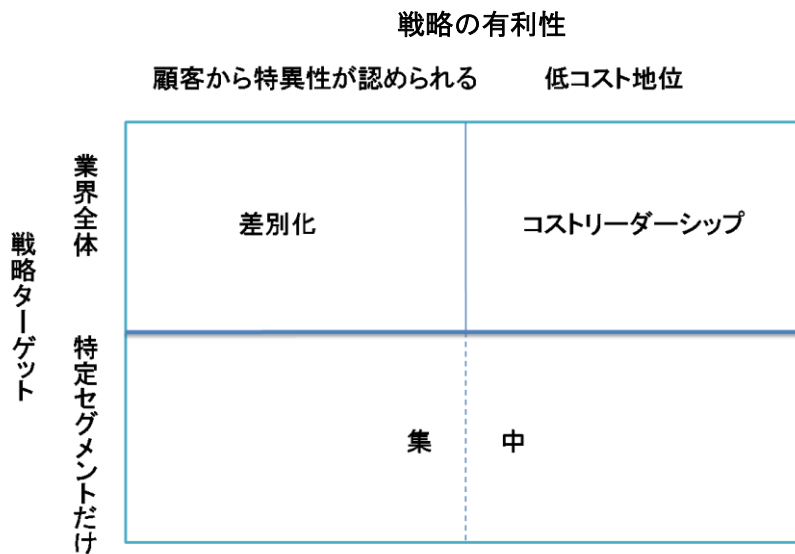 戦略の有利性
顧客から特異性が認められる
低コスト地位
戦略ターゲット
業界全体
差別化
コストリーダーシップ
特定セグメントだけ
集 中